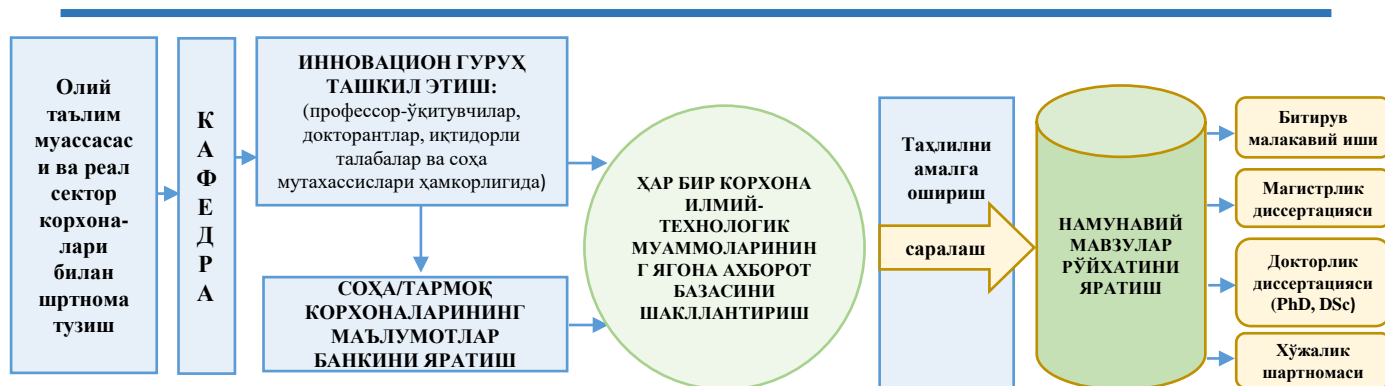 Олий
таълим
муассасас
и ва реал
сектор
корхона-
лари
билан
шртнома
тузиш
К
А
Ф
Е
Д
Р
А
ИННОВАЦИОН ГУРУҲ
ТАШКИЛ ЭТИШ:
(профессор-ўқитувчилар,
докторантлар, иқтидорли
талабалар ва соҳа
мутахассислари ҳамкорлигида)
СОҲА/ТАРМОҚ
КОРХОНАЛАРИНИНГ
МАЪЛУМОТЛАР
БАНКИНИ ЯРАТИШ
ҲАР БИР КОРХОНА
ИЛМИЙ-
ТЕХНОЛОГИК
МУАММОЛАРИНИН
Г ЯГОНА АХБОРОТ
БАЗАСИНИ
ШАКЛЛАНТИРИШ
Таҳлилни
амалга
ошириш
саралаш
НАМУНАВИЙ
МАВЗУЛАР
РЎЙХАТИНИ
ЯРАТИШ
Битирув
малакавий иши
Магистрлик
диссертацияси
Докторлик
диссертацияси
(PhD, DSc)
Хўжалик
шартномаси